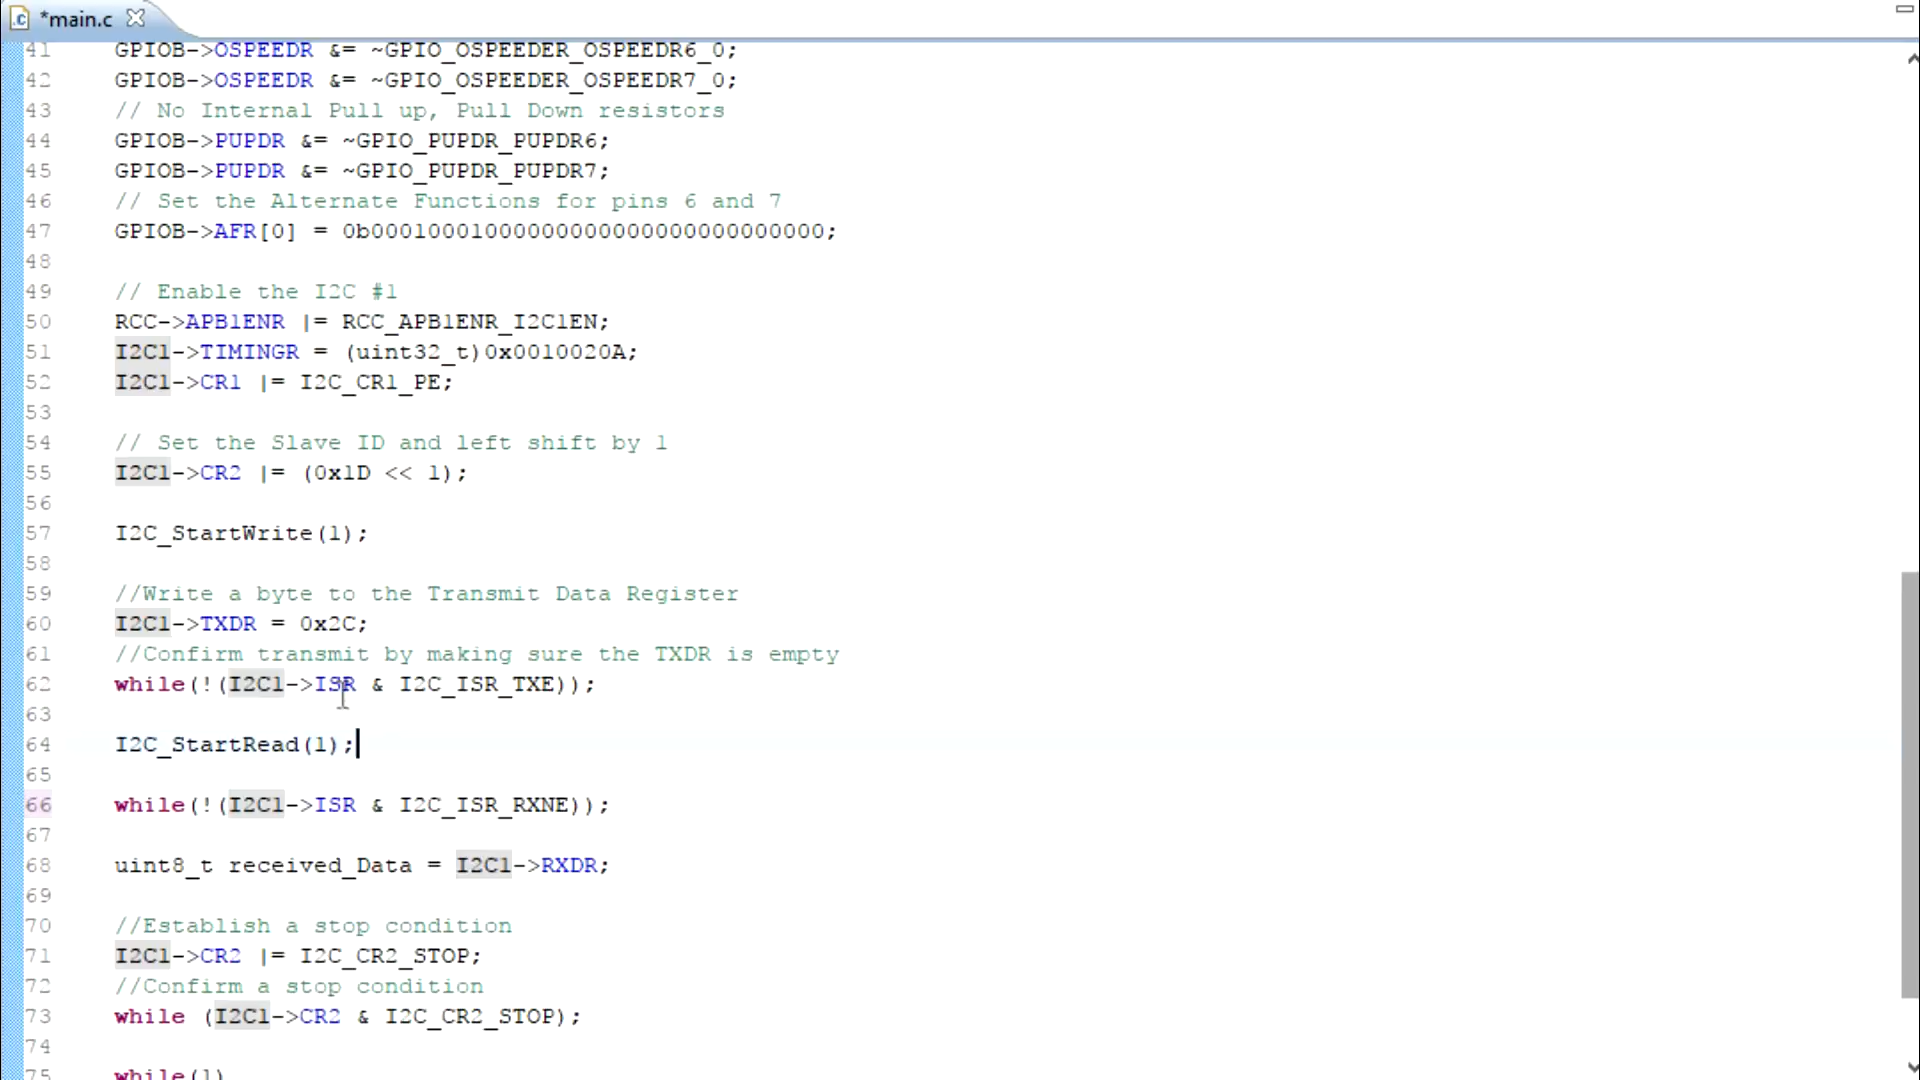 *main.c
41 GPIOB->OSPEEDR &= ~GPIO_OSPEEDER_OSPEEDR6_0;
42 GPIOB->OSPEEDR &= ~GPIO_OSPEEDER_OSPEEDR7_0;
43 // No Internal Pull up, Pull Down resistors
44 GPIOB->PUPDR &= ~GPIO_PUPDR_PUPDR6;
45 GPIOB->PUPDR &= ~GPIO_PUPDR_PUPDR7;
46 // Set the Alternate Functions for pins 6 and 7
47 GPIOB->AFR[0] = 0b00010001000000000000000000000000;
48
49 // Enable the I2C #1
50 RCC->APB1ENR |= RCC_APB1ENR_I2C1EN;
51 I2C1->TIMINGR = (uint32_t)0x0010020A;
52 I2C1->CR1 |= I2C_CR1_PE;
53
54 // Set the Slave ID and left shift by 1
55 I2C1->CR2 |= (0x1D << 1);
56
57 I2C_StartWrite(1);
58
59 //Write a byte to the Transmit Data Register
60 I2C1->TXDR = 0x2C;
61 //Confirm transmit by making sure the TXDR is empty
62 while(!(I2C1->ISR & I2C_ISR_TXE));
63
64 I2C_StartRead(1);
65
66 while(!(I2C1->ISR & I2C_ISR_RXNE));
67
68 uint8_t received_Data = I2C1->RXDR;
69
70 //Establish a stop condition
71 I2C1->CR2 |= I2C_CR2_STOP;
72 //Confirm a stop condition
73 while (I2C1->CR2 & I2C_CR2_STOP);
74
75 while(1)